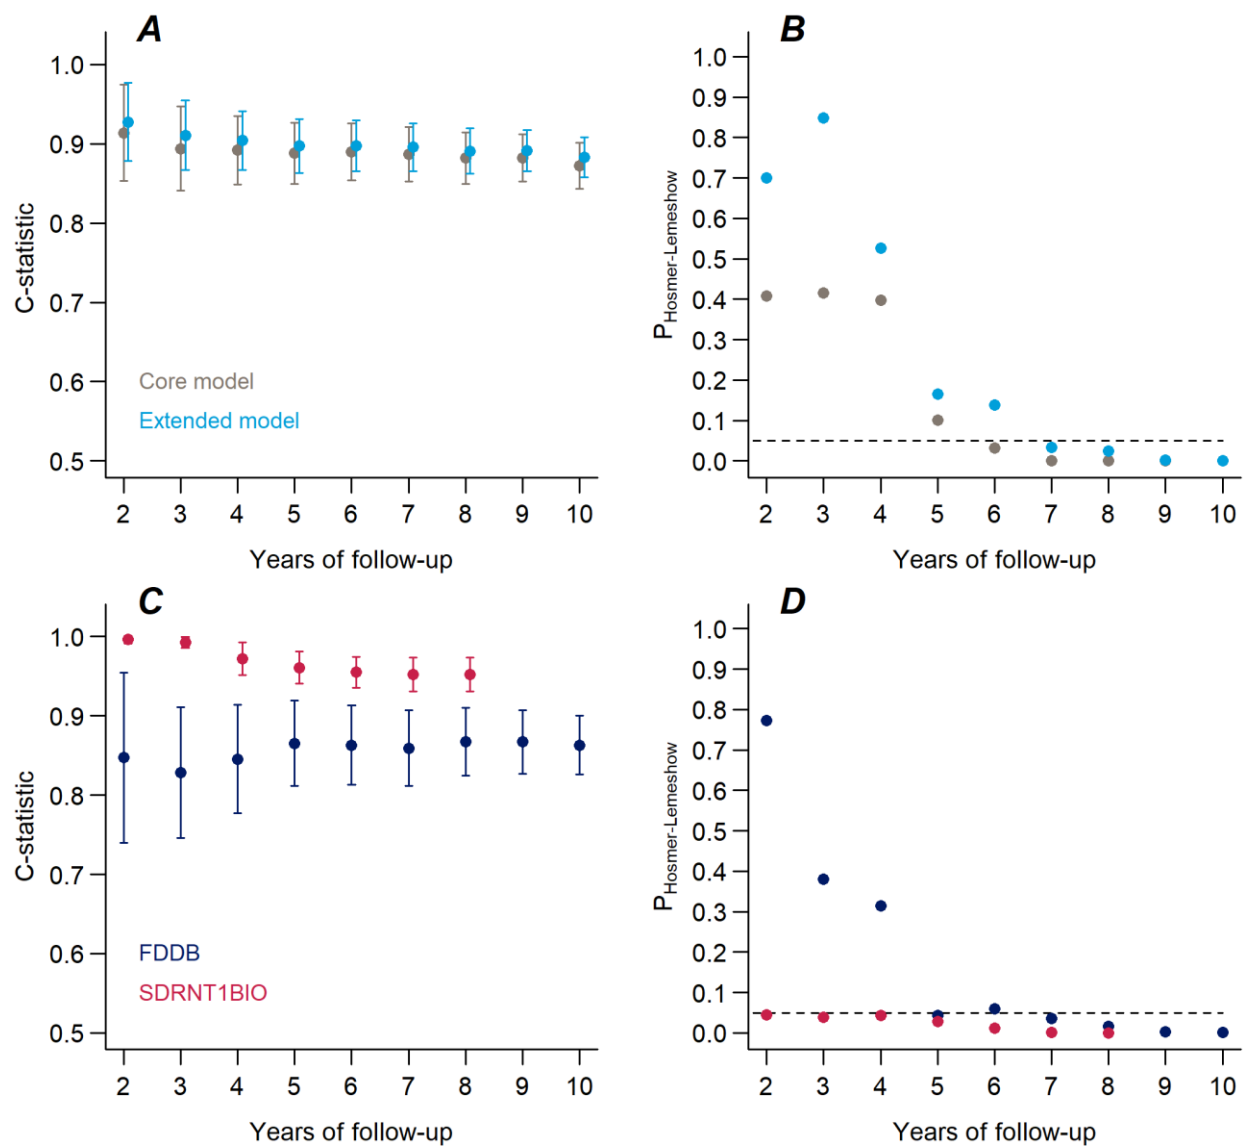 A
1.0
0.9
0.8
0.7
0.6
0.5
C-statistic
Core model
Extended model
2 3 4 5 6 7 8 9 10
Years of follow-up
B
1.0
0.9
0.8
0.7
0.6
0.5
0.4
0.3
0.2
0.1
0.0
PHosmer-Lemeshow
2 3 4 5 6 7 8 9 10
Years of follow-up
C
1.0
0.9
0.8
0.7
0.6
0.5
C-statistic
FDDB
SDRNT1BIO
2 3 4 5 6 7 8 9 10
Years of follow-up
D
1.0
0.9
0.8
0.7
0.6
0.5
0.4
0.3
0.2
0.1
0.0
PHosmer-Lemeshow
2 3 4 5 6 7 8 9 10
Years of follow-up